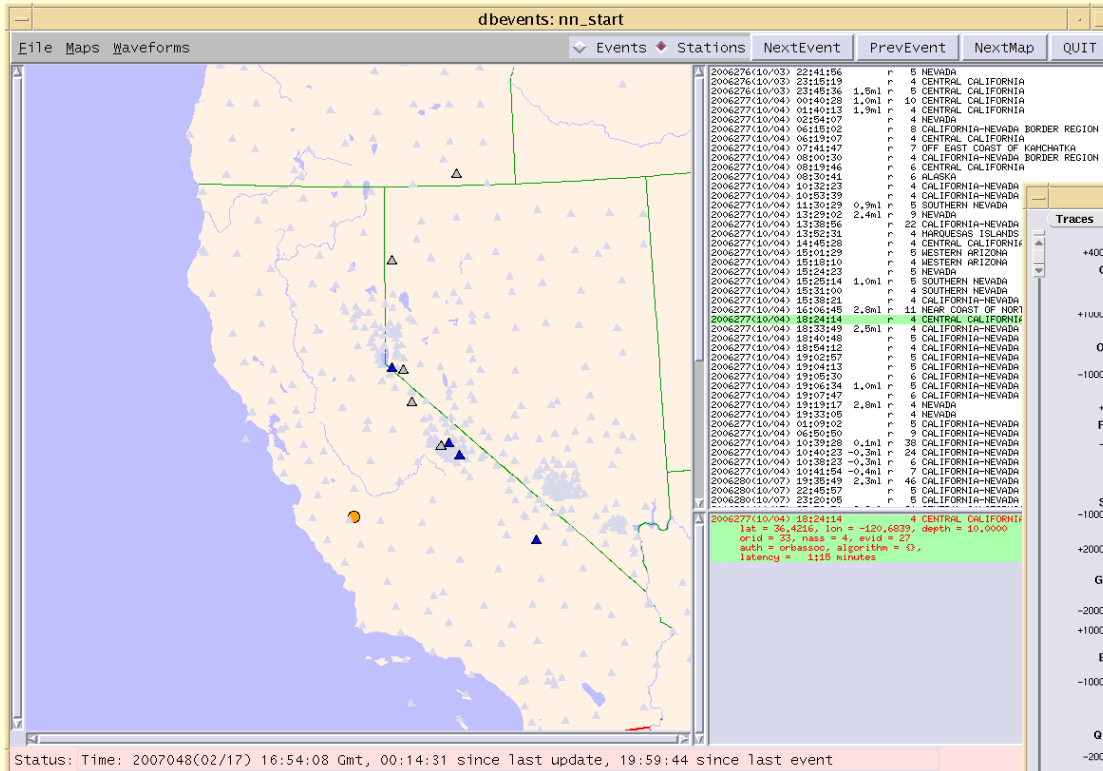 dbevents: nn_start
File Maps Waveforms Events Stations NextEvent PrevEvent NextMap QUIT
2006276(10/03) 22:41:56 r 5 NEVADA
2006276(10/03) 23:15:19 r 4 CENTRAL CALIFORNIA
2006276(10/03) 23:45:36 1.5ml r 5 CENTRAL CALIFORNIA
2006277(10/04) 00:40:28 1.0ml r 10 CENTRAL CALIFORNIA
2006277(10/04) 01:40:13 1.9ml r 4 CENTRAL CALIFORNIA
2006277(10/04) 02:54:07 r 4 NEVADA
2006277(10/04) 06:15:02 r 8 CALIFORNIA-NEVADA BORDER REGION
2006277(10/04) 06:19:07 r 4 CENTRAL CALIFORNIA
2006277(10/04) 07:41:47 r 7 OFF EAST COAST OF KAMCHATKA
2006277(10/04) 08:00:30 r 4 CALIFORNIA-NEVADA BORDER REGION
2006277(10/04) 08:19:46 r 6 CENTRAL CALIFORNIA
2006277(10/04) 08:30:41 r 6 ALASKA
2006277(10/04) 10:32:23 r 4 CALIFORNIA-NEVADA
2006277(10/04) 10:53:39 r 4 CALIFORNIA-NEVADA
2006277(10/04) 11:30:29 0.9ml r 5 SOUTHERN NEVADA
2006277(10/04) 13:29:02 2.4ml r 9 NEVADA
2006277(10/04) 13:38:56 r 22 CALIFORNIA-NEVADA
2006277(10/04) 13:52:31 r 4 MARQUESAS ISLANDS
2006277(10/04) 14:45:28 r 4 CENTRAL CALIFORNIA
2006277(10/04) 15:01:29 r 5 WESTERN ARIZONA
2006277(10/04) 15:18:10 r 4 WESTERN ARIZONA
2006277(10/04) 15:24:23 r 5 NEVADA
2006277(10/04) 15:25:14 1.0ml r 5 SOUTHERN NEVADA
2006277(10/04) 15:31:00 r 4 SOUTHERN NEVADA
2006277(10/04) 15:38:21 r 4 CALIFORNIA-NEVADA
2006277(10/04) 16:06:45 2.8ml r 11 NEAR COAST OF NORT
2006277(10/04) 18:24:14 r 4 CENTRAL CALIFORNIA
2006277(10/04) 18:33:49 2.5ml r 4 CALIFORNIA-NEVADA
2006277(10/04) 18:40:48 r 5 CALIFORNIA-NEVADA
2006277(10/04) 18:54:12 r 4 CALIFORNIA-NEVADA
2006277(10/04) 19:02:57 r 5 CALIFORNIA-NEVADA
2006277(10/04) 19:04:13 r 5 CALIFORNIA-NEVADA
2006277(10/04) 19:05:30 r 6 CALIFORNIA-NEVADA
2006277(10/04) 19:06:34 1.0ml r 5 CALIFORNIA-NEVADA
2006277(10/04) 19:07:47 r 6 CALIFORNIA-NEVADA
2006277(10/04) 19:19:17 2.8ml r 4 NEVADA
2006277(10/04) 19:33:05 r 4 NEVADA
2006277(10/04) 01:09:02 r 5 CALIFORNIA-NEVADA
2006277(10/04) 06:50:50 r 9 CALIFORNIA-NEVADA
2006277(10/04) 10:39:28 0.1ml r 38 CALIFORNIA-NEVADA
2006277(10/04) 10:40:23 -0.3ml r 24 CALIFORNIA-NEVADA
2006277(10/04) 10:38:23 -0.3ml r 6 CALIFORNIA-NEVADA
2006277(10/04) 10:41:54 -0.4ml r 7 CALIFORNIA-NEVADA
2006280(10/07) 19:35:49 2.3ml r 46 CALIFORNIA-NEVADA
2006280(10/07) 22:45:57 r 5 CALIFORNIA-NEVADA
2006280(10/07) 23:20:05 r 5 CALIFORNIA-NEVADA
2006277(10/04) 18:24:14 4 CENTRAL CALIFORNIA
lat = 36.4216, lon = -120.6839, depth = 10.0000
orid = 33, nass = 4, evid = 27
auth = orbassoc, algorithm = {},
latency = 1:15 minutes
Traces
+400
+1000
-1000
-1000
+2000
-2000
+1000
-1000
-200
Status: Time: 2007048(02/17) 16:54:08 Gmt, 00:14:31 since last update, 19:59:44 since last event